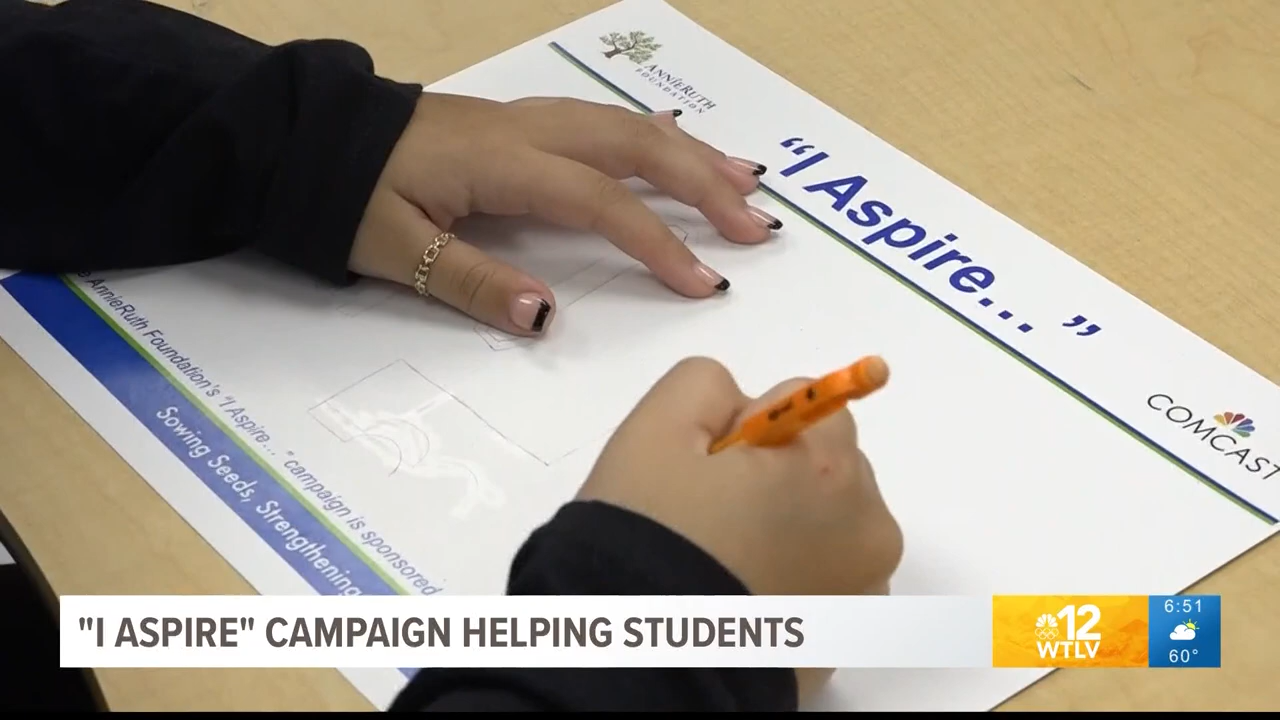 ANNIERUTH
FOUNDATION
"I Aspire... "
COMCAST
AnnieRuth Foundation's "I Aspire... " campaign is sponsored
Sowing Seeds, Strengthening
"I ASPIRE" CAMPAIGN HELPING STUDENTS
12
WTLV
6:51
60°